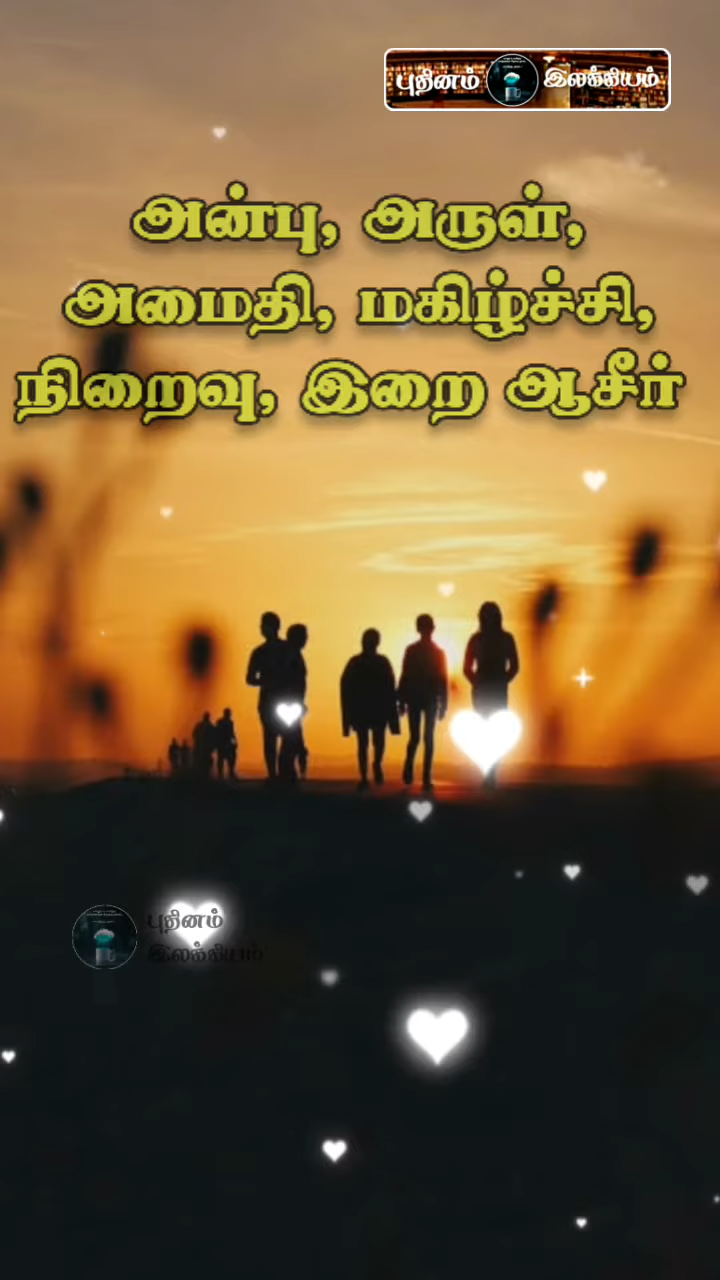 புதினம் இலக்கியம்
அன்பு, அருள்,
அமைதி, மகிழ்ச்சி,
நிறைவு, இறை ஆசீர்
புதினம்
இலக்கியம்